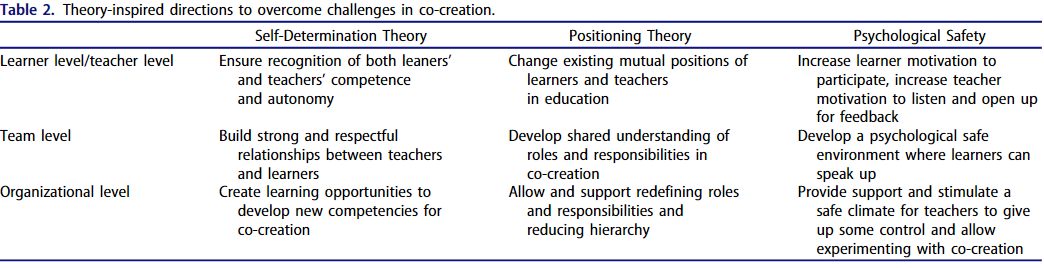 Table 2. Theory-inspired directions to overcome challenges in co-creation.
Self-Determination Theory Positioning Theory Psychological Safety
Learner level/teacher level Ensure recognition of both leaners’ Change existing mutual positions of Increase learner motivation to
and teachers’ competence learners and teachers participate, increase teacher
and autonomy in education motivation to listen and open up
for feedback
Team level Build strong and respectful Develop shared understanding of Develop a psychological safe
relationships between teachers roles and responsibilities in environment where learners can
and learners co-creation speak up
Organizational level Create learning opportunities to Allow and support redefining roles Provide support and stimulate a
develop new competencies for and responsibilities and safe climate for teachers to give
co-creation reducing hierarchy up some control and allow
experimenting with co-creation